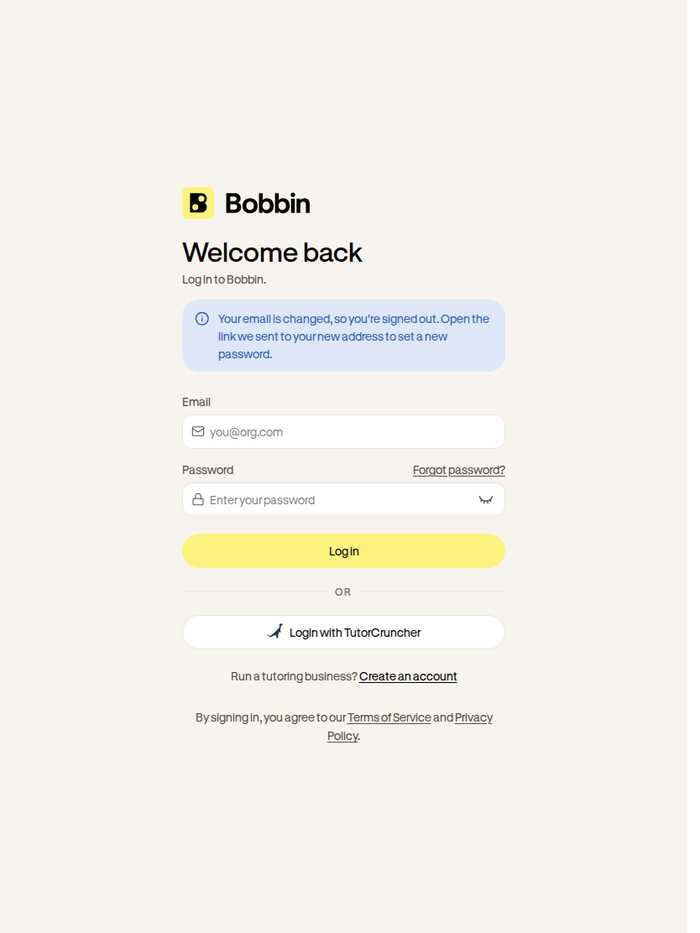 Bobbin
Welcome back
Log in to Bobbin.
Your email is changed, so you're signed out. Open the
link we sent to your new address to set a new
password.
Email
you@org.com
Password
Forgot password?
Enter your password
Log in
OR
Login with TutorCruncher
Run a tutoring business? Create an account
By signing in, you agree to our Terms of Service and Privacy
Policy.